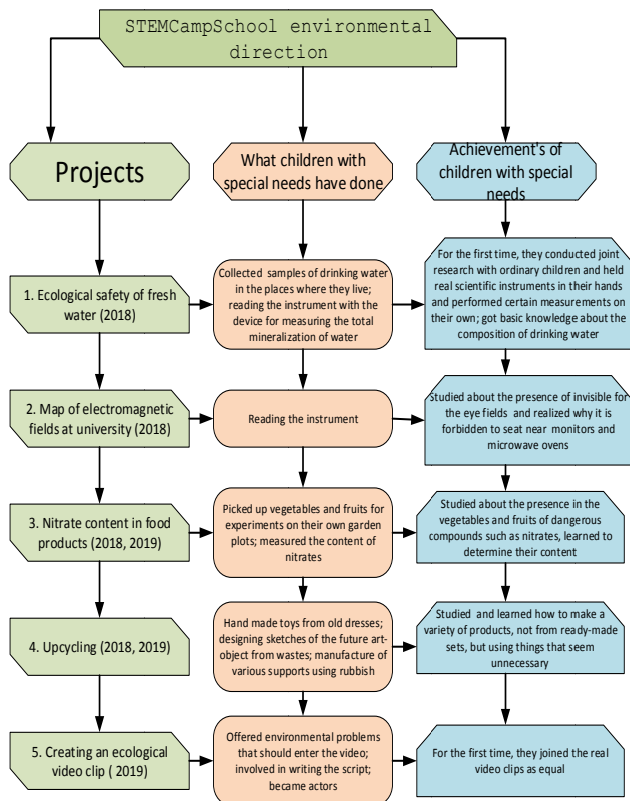 STEMCampSchool environmental
direction
Projects
What children with
special needs have done
Achievement's of
children with special
needs
1. Ecological safety of fresh
water (2018)
Collected samples of drinking water
in the places where they live;
reading the instrument with the
device for measuring the total
mineralization of water
For the first time, they conducted joint
research with ordinary children and held
real scientific instruments in their hands
and performed certain measurements on
their own; got basic knowledge about the
composition of drinking water
2. Map of electromagnetic
fields at university (2018)
Reading the instrument
Studied about the presence of invisible for
the eye fields and realized why it is
forbidden to seat near monitors and
microwave ovens
3. Nitrate content in food
products (2018, 2019)
Picked up vegetables and fruits for
experiments on their own garden
plots; measured the content of
nitrates
Studied about the presence iin the
vegetables and fruits of dangerous
compounds such as nitrates, learned to
determine their content
4. Upcycling (2018, 2019)
Hand made toys from old dresses;
designing sketches of the future art-
object from wastes; manufacture of
various supports using rubbish
Studied and learned how to make a
variety of products, not from ready-made
sets, but using things that seem
unnecessary
5. Creating an ecological
video clip ( 2019)
Offered environmental problems
that should enter the video;
involved in writing the script;
became actors
For the first time, they joined the real
video clips as equal